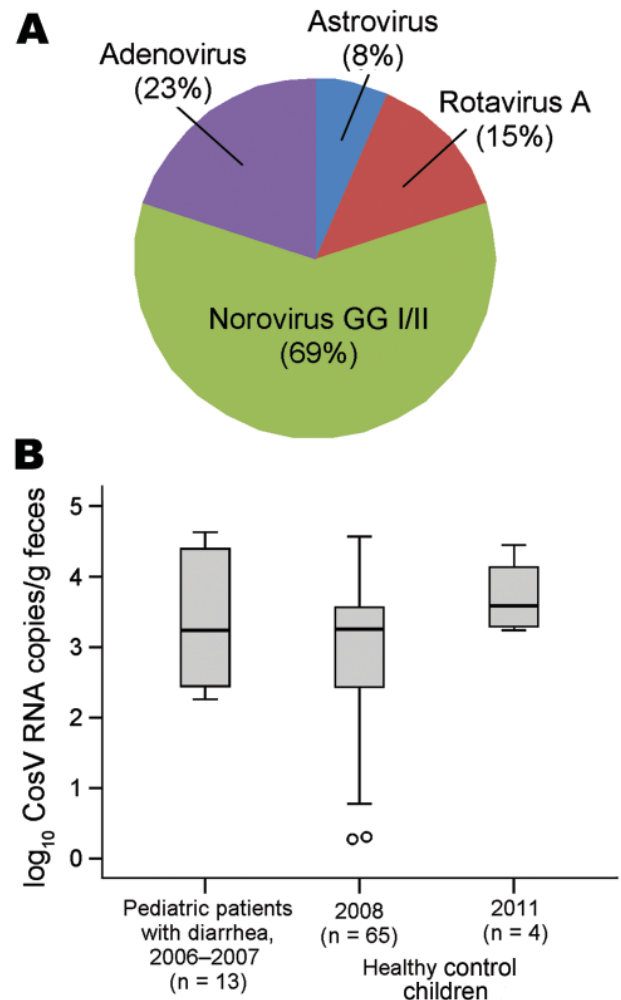 A
Astrovirus
(8%)
Adenovirus
(23%)
Rotavirus A
(15%)
Norovirus GG I/II
(69%)
B
log₁₀ CosV RNA copies/g feces
5
4
3
2
1
0
Pediatric patients
with diarrhea,
2006–2007
(n = 13)
2008
(n = 65)
2011
(n = 4)
Healthy control
children